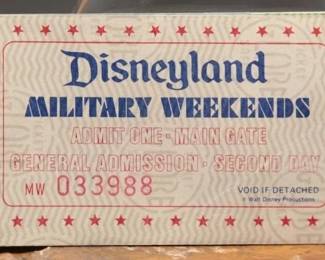 Disneyland
MILITARY WEEKENDS
ADMIT ONE - MAIN GATE
GENERAL ADMISSION - SECOND DAY
MW 033988
VOID IF DETACHED
© Walt Disney Productions